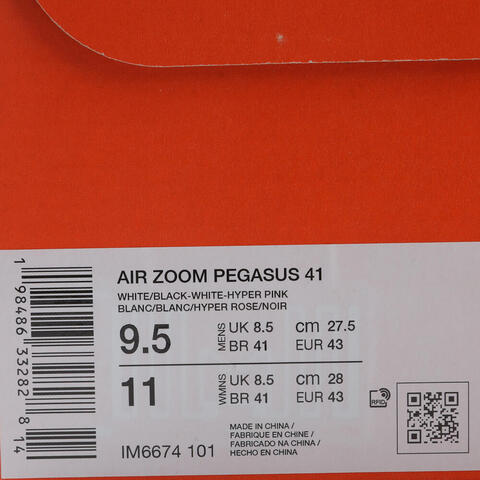 AIR ZOOM PEGASUS 41
WHITE/BLACK-WHITE-HYPER PINK
BLANC/BLANC/HYPER ROSE/NOIR
9.5 MENS UK 8.5 cm 27.5
BR 41 EUR 43
11 WMNS UK 8.5 cm 28
BR 41 EUR 43
IM6674 101
MADE IN CHINA /
FABRIQUE EN CHINE /
FABRICADO NA CHINA /
HECHO EN CHINA
RFID
1 98486 33282 8 14